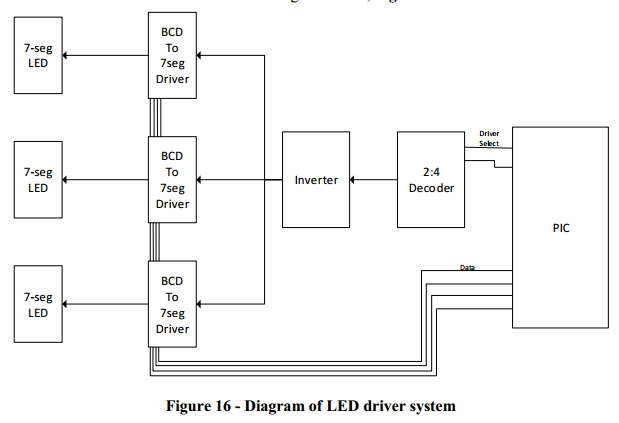 7-seg
LED
BCD
To
7seg
Driver
7-seg
LED
BCD
To
7seg
Driver
Inverter
2:4
Decoder
Driver
Select
PIC
Data
7-seg
LED
BCD
To
7seg
Driver
Figure 16 - Diagram of LED driver system